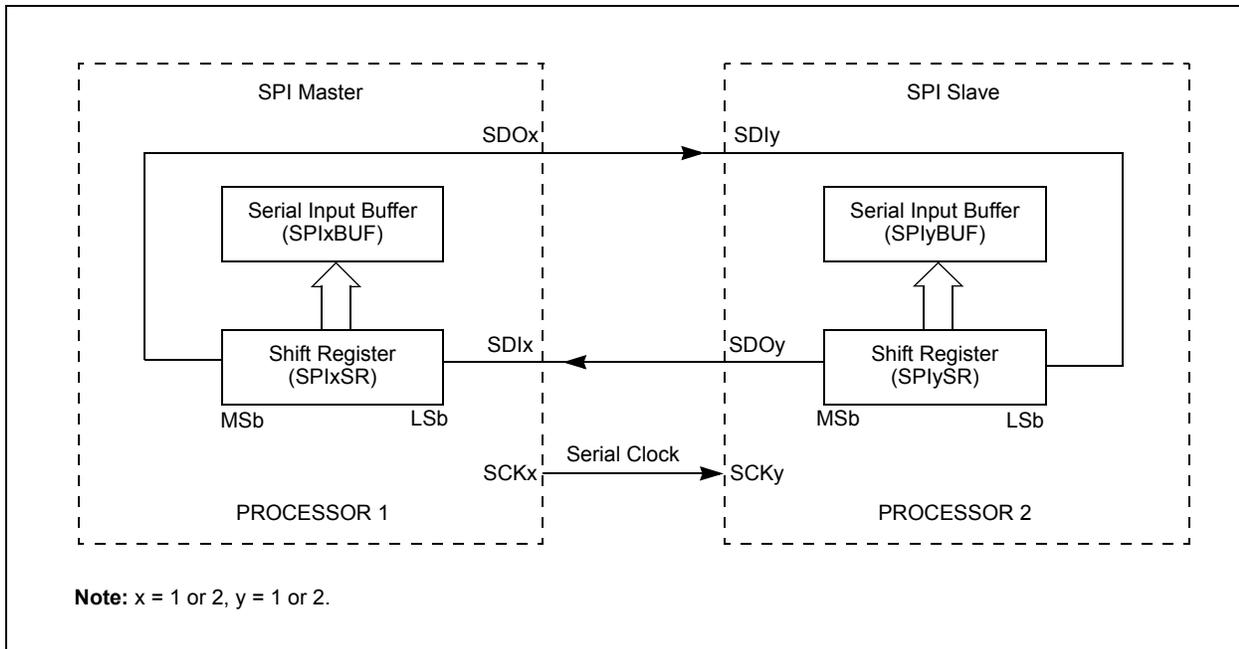 SPI Master
SPI Slave
SDOx
SDIy
Serial Input Buffer
(SPIxBUF)
Serial Input Buffer
(SPIyBUF)
Shift Register
(SPIxSR)
SDIx
SDOy
Shift Register
(SPIySR)
MSb
LSb
MSb
LSb
SCKx
Serial Clock
SCKy
PROCESSOR 1
PROCESSOR 2
Note: x = 1 or 2, y = 1 or 2.